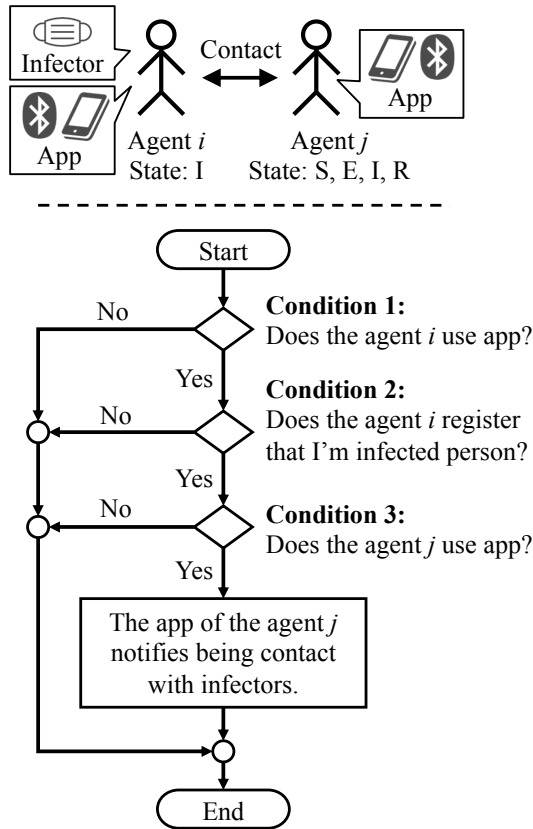 Infector
App
Contact
App
Agent i
State: I
Agent j
State: S, E, I, R
Start
Condition 1:
Does the agent i use app?
No
Yes
Condition 2:
Does the agent i register
that I'm infected person?
No
Yes
Condition 3:
Does the agent j use app?
No
Yes
The app of the agent j
notifies being contact
with infectors.
End